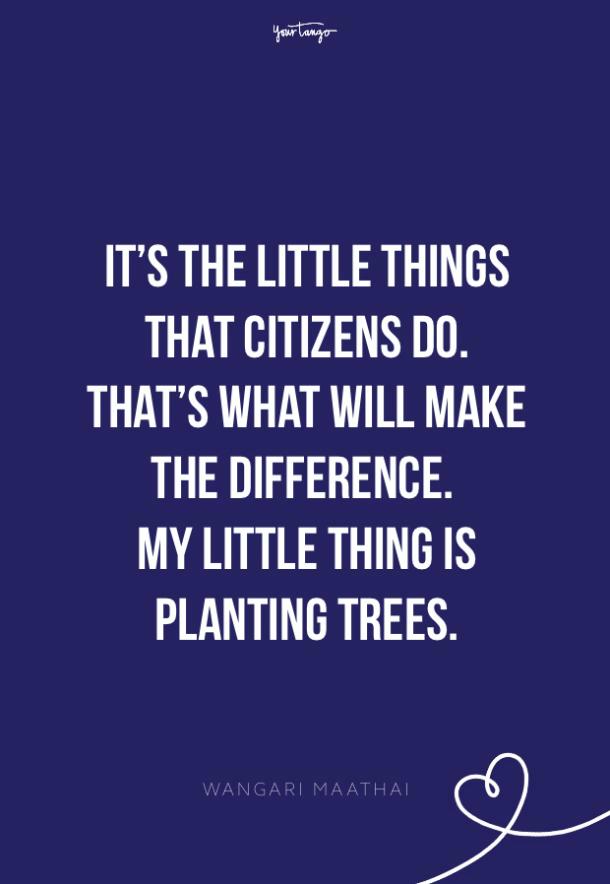 yourtango
IT'S THE LITTLE THINGS
THAT CITIZENS DO.
THAT'S WHAT WILL MAKE
THE DIFFERENCE.
MY LITTLE THING IS
PLANTING TREES.
WANGARI MAATHAI